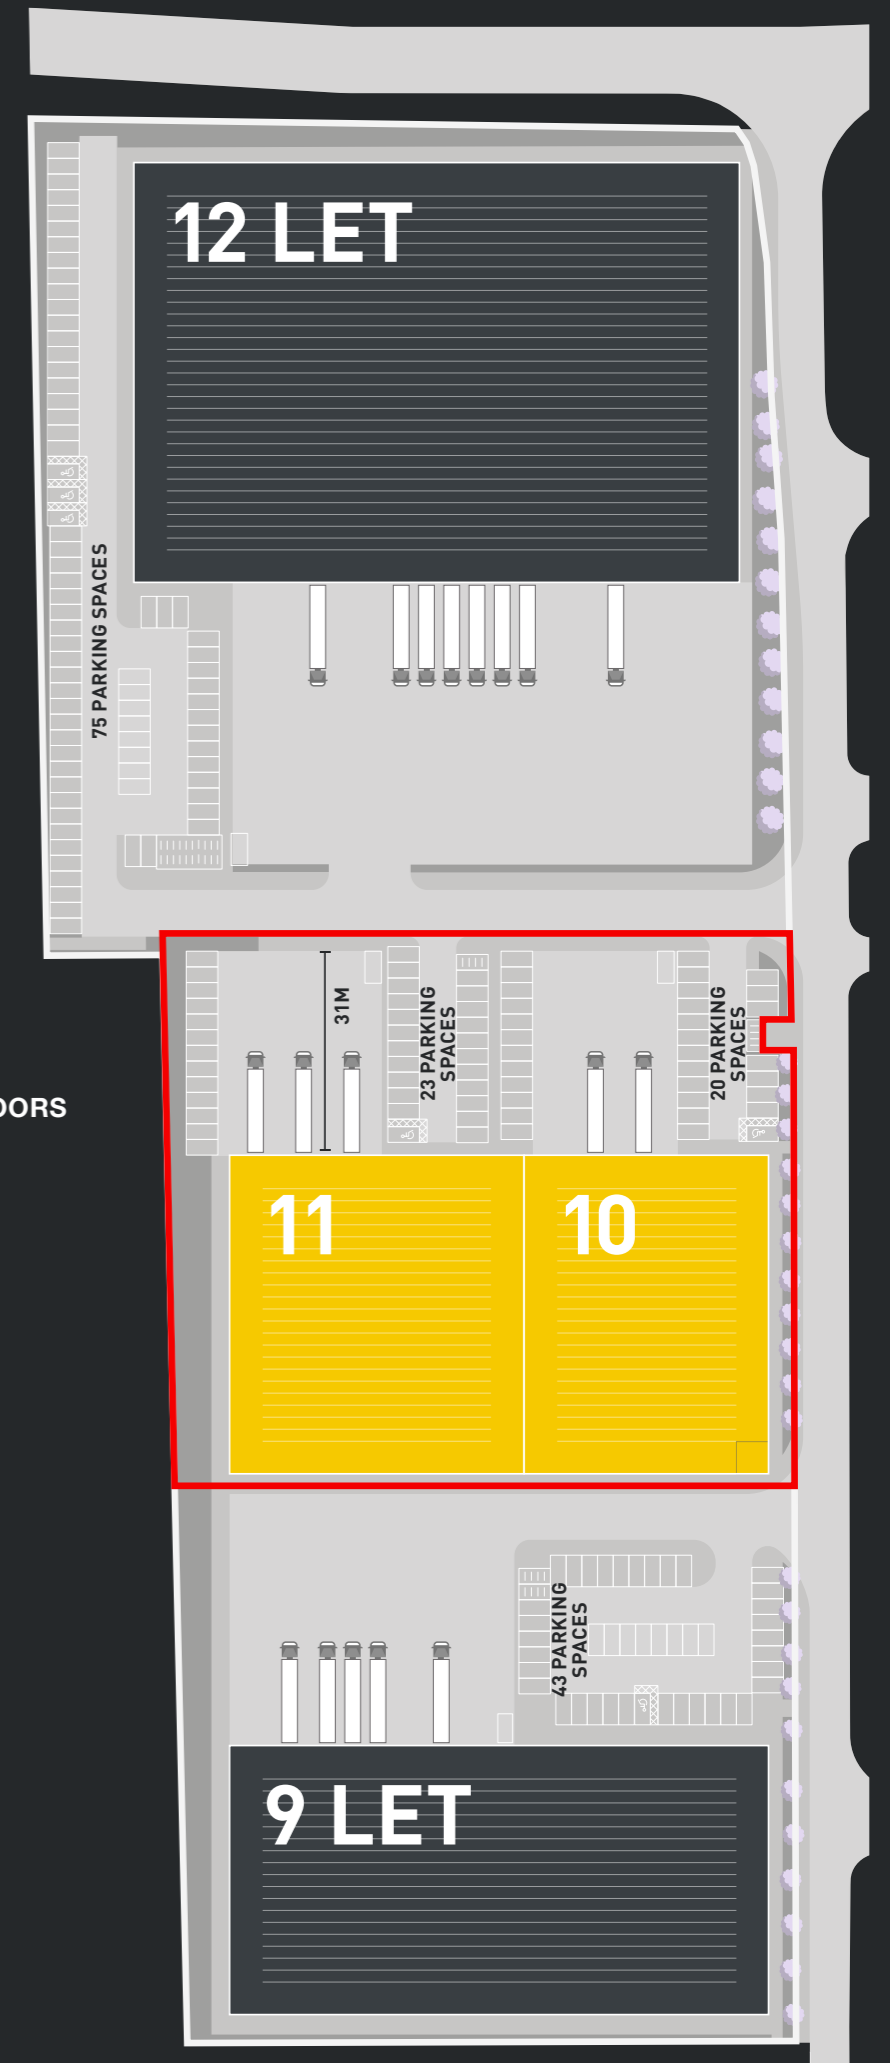 12 LET
75 PARKING SPACES
31M
23 PARKING
SPACES
20 PARKING
SPACES
OORS
11
10
43 PARKING
SPACES
9 LET